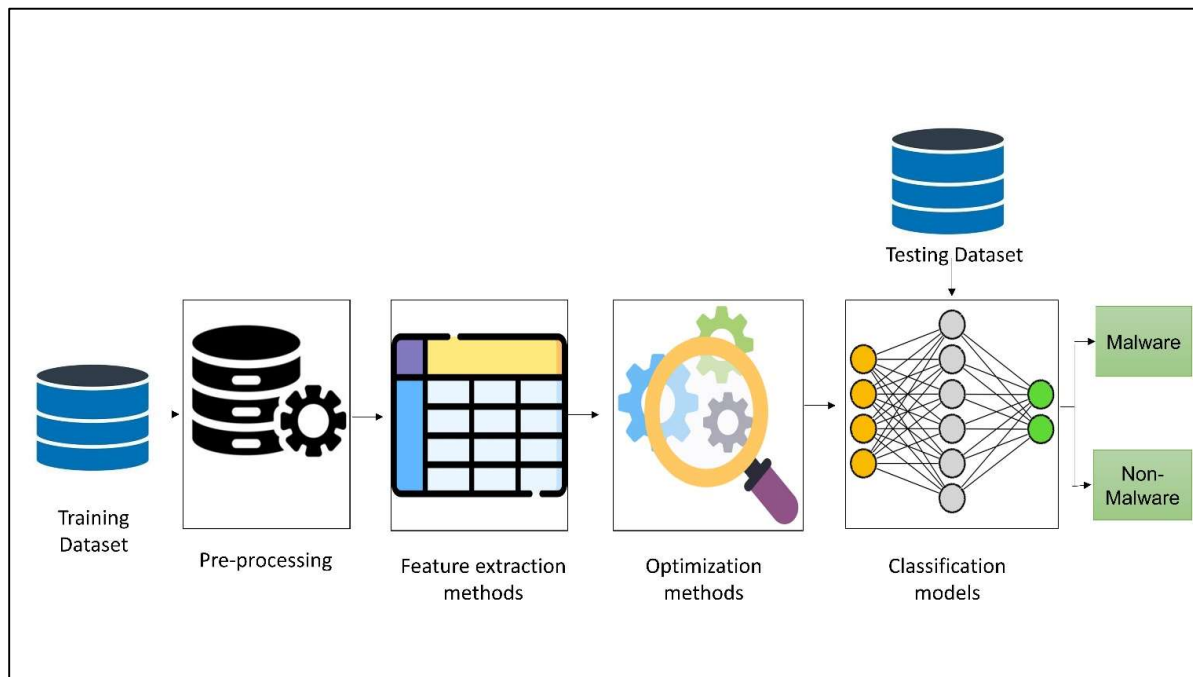 Testing Dataset
Malware
Non-
Malware
Training
Dataset
Pre-processing
Feature extraction
methods
Optimization
methods
Classification
models